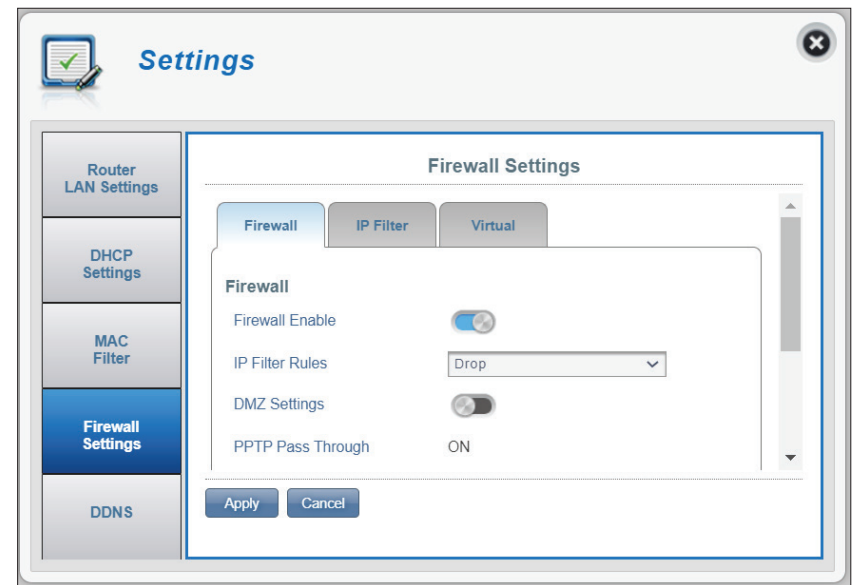 Settings
Router
LAN Settings
DHCP
Settings
MAC
Filter
Firewall
Settings
DDNS
Firewall Settings
Firewall
IP Filter
Virtual
Firewall
Firewall Enable
IP Filter Rules
Drop
DMZ Settings
PPTP Pass Through
ON
Apply
Cancel